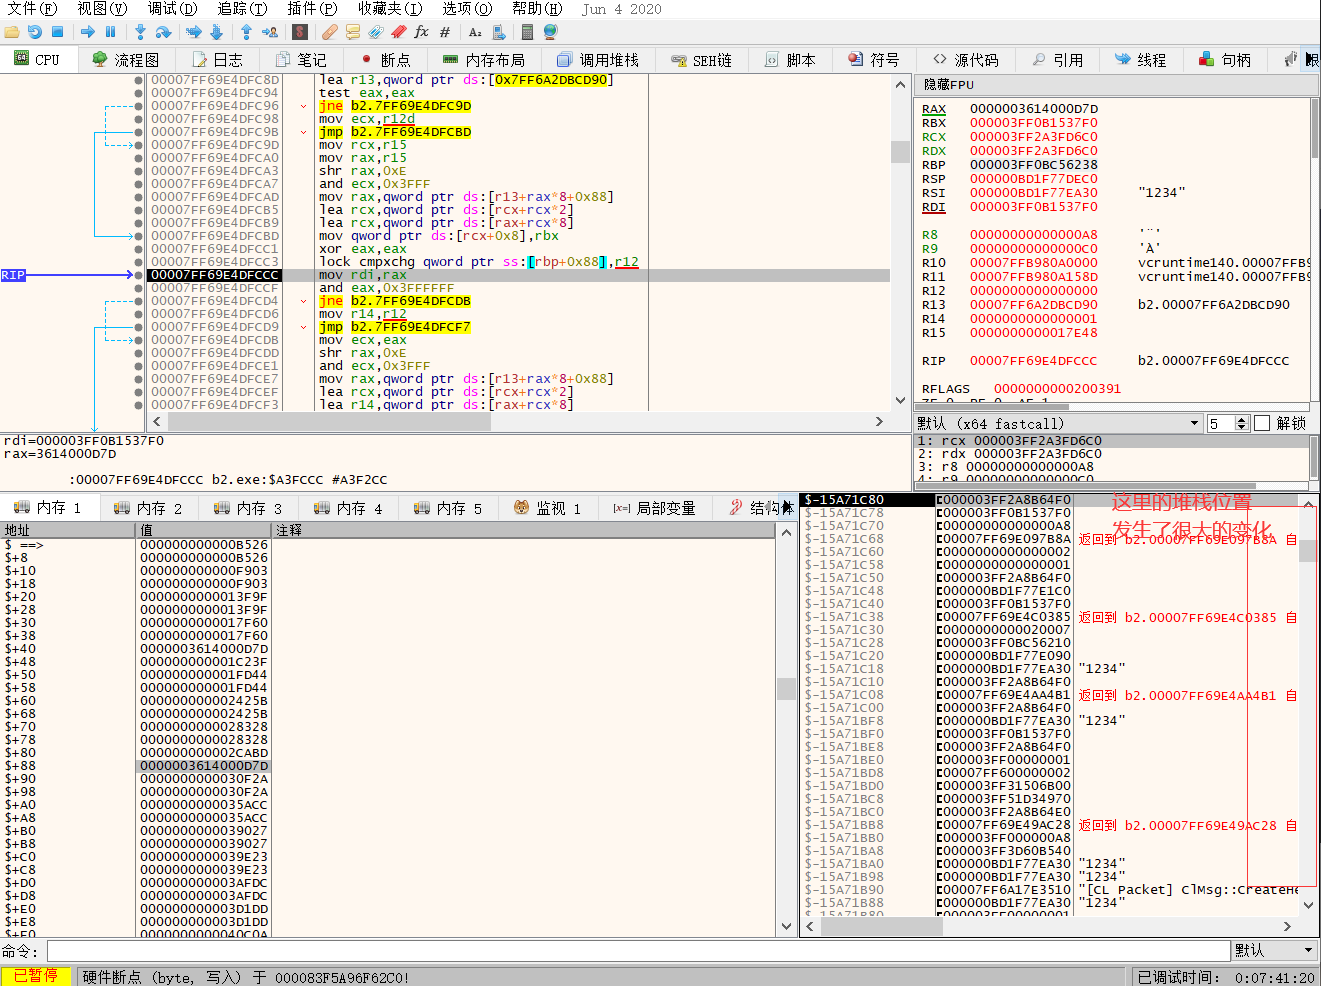 文件(F) 视图(V) 调试(D) 追踪(T) 插件(P) 收藏夹(I) 选项(O) 帮助(H) Jun 4 2020
CPU 流程图 日志 笔记 断点 内存布局 调用堆栈 SEH链 脚本 符号 源代码 引用 线程 句柄
00007FF69E4DFC8D lea r13,qword ptr ds:[0x7FF6A2DBCD90]
00007FF69E4DFC94 test eax,eax
00007FF69E4DFC96 jne b2.7FF69E4DFC9D
00007FF69E4DFC98 mov ecx,r12d
00007FF69E4DFC9B jmp b2.7FF69E4DFCBD
00007FF69E4DFC9D mov rcx,r15
00007FF69E4DFCA0 mov rax,r15
00007FF69E4DFCA3 shr rax,0xE
00007FF69E4DFCA7 and ecx,0x3FFF
00007FF69E4DFCAD mov rax,qword ptr ds:[r13+rax*8+0x88]
00007FF69E4DFCB5 lea rcx,qword ptr ds:[rcx+rcx*2]
00007FF69E4DFCB9 lea rcx,qword ptr ds:[rax+rcx*8]
00007FF69E4DFCBD mov qword ptr ds:[rcx+0x8],rbx
00007FF69E4DFCC1 xor eax,eax
00007FF69E4DFCC3 lock cmpxchg qword ptr ss:[rbp+0x88],r12
RIP 00007FF69E4DFCCC mov rdi,rax
00007FF69E4DFCCF and eax,0x3FFFFFFF
00007FF69E4DFCD4 jne b2.7FF69E4DFCDB
00007FF69E4DFCD6 mov r14,r12
00007FF69E4DFCD9 jmp b2.7FF69E4DFCF7
00007FF69E4DFCDB mov ecx,eax
00007FF69E4DFCDD shr rax,0xE
00007FF69E4DFCE1 and ecx,0x3FFF
00007FF69E4DFCE7 mov rax,qword ptr ds:[r13+rax*8+0x88]
00007FF69E4DFCEF lea rcx,qword ptr ds:[rcx+rcx*2]
00007FF69E4DFCF3 lea r14,qword ptr ds:[rax+rcx*8]
隐藏FPU
RAX 0000003614000D7D
RBX 000003FF0B1537F0
RCX 000003FF2A3FD6C0
RDX 000003FF2A3FD6C0
RBP 000003FF0BC56238
RSP 000000BD1F77DEC0
RSI 000000BD1F77EA30 "1234"
RDI 000003FF0B1537F0
R8 00000000000000A8 '¨'
R9 00000000000000C0 'À'
R10 00007FFB980A0000 vcruntime140.00007FFB9
R11 00007FFB980A158D vcruntime140.00007FFB9
R12 0000000000000000
R13 00007FF6A2DBCD90 b2.00007FF6A2DBCD90
R14 0000000000000001
R15 0000000000017E48
RIP 00007FF69E4DFCCC b2.00007FF69E4DFCCC
RFLAGS 0000000000200391
ZF 0 PF 0 AF 1
默认 (x64 fastcall) 5 解锁
1: rcx 000003FF2A3FD6C0
2: rdx 000003FF2A3FD6C0
3: r8 00000000000000A8
4: r9 00000000000000C0
rdi=000003FF0B1537F0
rax=3614000D7D
:00007FF69E4DFCCC b2.exe:$A3FCCC #A3F2CC
内存 1 内存 2 内存 3 内存 4 内存 5 监视 1 [x=] 局部变量 结构体
地址 值 注释
$ ==> 000000000000B526
$+8 000000000000B526
$+10 000000000000F903
$+18 000000000000F903
$+20 0000000000013F9F
$+28 0000000000013F9F
$+30 0000000000017F60
$+38 0000000000017F60
$+40 0000003614000D7D
$+48 000000000001C23F
$+50 000000000001FD44
$+58 000000000001FD44
$+60 000000000002425B
$+68 000000000002425B
$+70 0000000000028328
$+78 0000000000028328
$+80 000000000002CABD
$+88 0000003614000D7D
$+90 0000000000030F2A
$+98 0000000000030F2A
$+A0 0000000000035ACC
$+A8 0000000000035ACC
$+B0 0000000000039027
$+B8 0000000000039027
$+C0 0000000000039E23
$+C8 0000000000039E23
$+D0 000000000003AFDC
$+D8 000000000003AFDC
$+E0 000000000003D1DD
$+E8 000000000003D1DD
$+F0 0000000000040C0A
这里的堆栈位置
发生了很大的变化
$-15A71C80 000003FF2A8B64F0
$-15A71C78 000003FF0B1537F0
$-15A71C70 00000000000000A8
$-15A71C68 00007FF69E097B8A 返回到 b2.00007FF69E097B8A 自
$-15A71C60 0000000000000002
$-15A71C58 0000000000000001
$-15A71C50 000003FF2A8B64F0
$-15A71C48 000000BD1F77E1C0
$-15A71C40 000003FF0B1537F0
$-15A71C38 00007FF69E4C0385 返回到 b2.00007FF69E4C0385 自
$-15A71C30 0000000000020007
$-15A71C28 000003FF0BC56210
$-15A71C20 000000BD1F77E090
$-15A71C18 000000BD1F77EA30 "1234"
$-15A71C10 000003FF2A8B64F0
$-15A71C08 00007FF69E4AA4B1 返回到 b2.00007FF69E4AA4B1 自
$-15A71C00 000003FF2A8B64F0
$-15A71BF8 000000BD1F77EA30 "1234"
$-15A71BF0 000003FF0B1537F0
$-15A71BE8 000003FF2A8B64F0
$-15A71BE0 000003FF00000001
$-15A71BD8 00007FF600000002
$-15A71BD0 000003FF31506B00
$-15A71BC8 000003FF51D34970
$-15A71BC0 000003FF2A8B64E0
$-15A71BB8 00007FF69E49AC28 返回到 b2.00007FF69E49AC28 自
$-15A71BB0 000003FF000000A8
$-15A71BA8 000003FF3D60B540
$-15A71BA0 000000BD1F77EA30 "1234"
$-15A71B98 000000BD1F77EA30 "1234"
$-15A71B90 00007FF6A17E3510 "[CL Packet] ClMsg::CreateHe
$-15A71B88 000000BD1F77EA30 "1234"
$-15A71B80 000003FF00000001
命令: 默认
已暂停 硬件断点 (byte, 写入) 于 000083F5A96F62C0! 已调试时间: 0:07:41:20